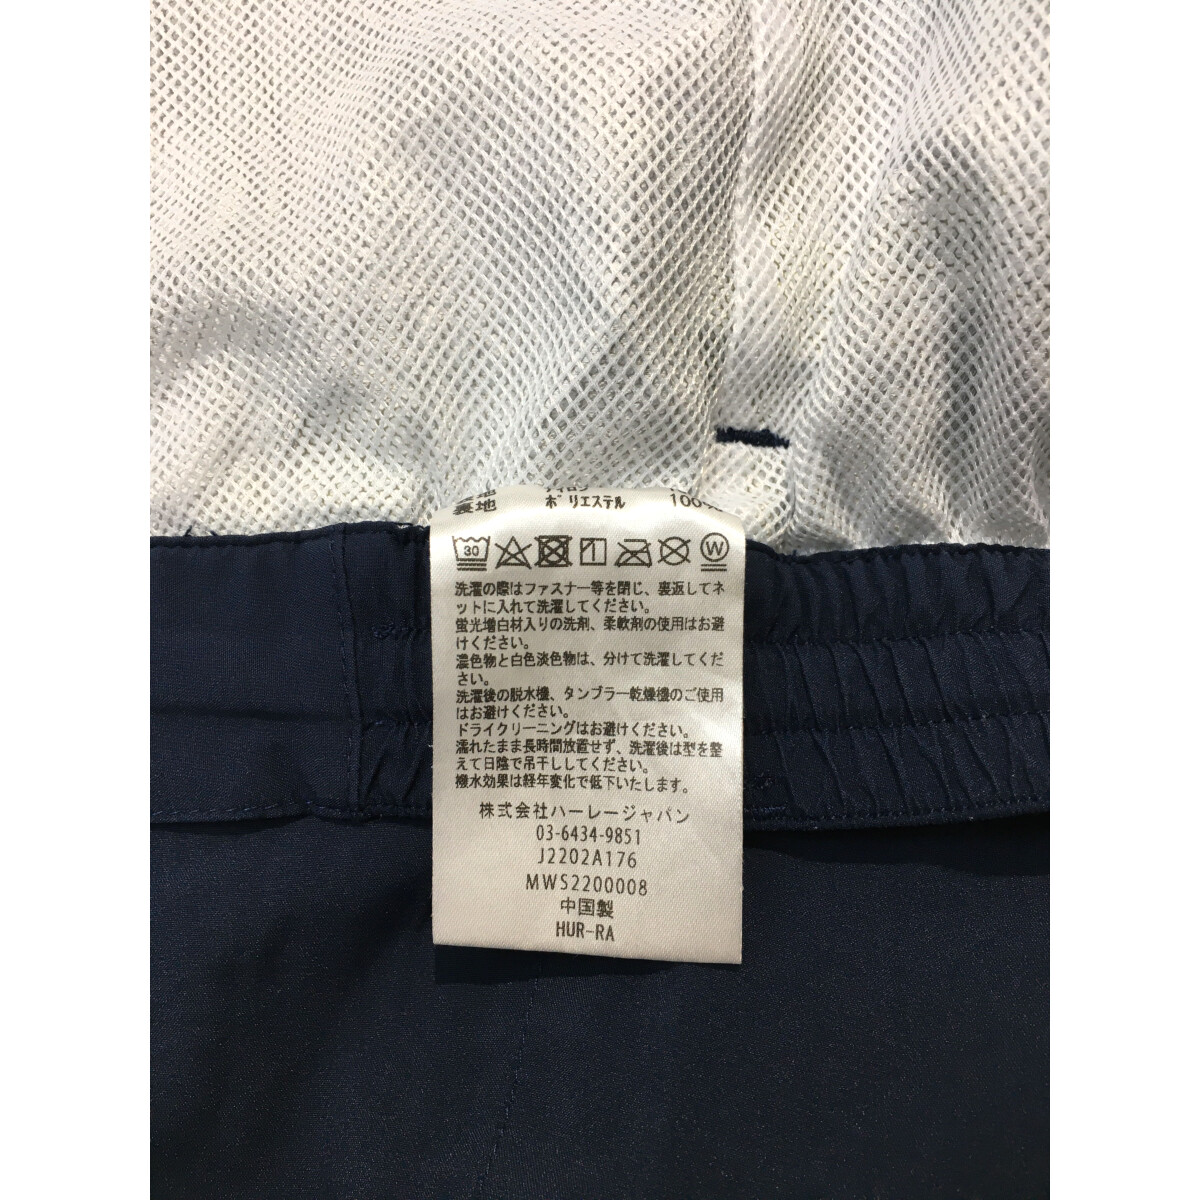 裏地 ポリエステル 100%
30 W
洗濯の際はファスナー等を閉じ、裏返してネ
ットに入れて洗濯してください。
蛍光増白材入りの洗剤、柔軟剤の使用はお避
けください。
濃色物と白色淡色物は、分けて洗濯してくだ
さい。
洗濯後の脱水機、タンブラー乾燥機のご使用
はお避けください。
ドライクリーニングはお避けください。
濡れたまま長時間放置せず、洗濯後は型を整
えて日陰で吊干ししてください。
撥水効果は経年変化で低下いたします。
株式会社ハーレージャパン
03-6434-9851
J2202A176
MWS2200008
中国製
HUR-RA